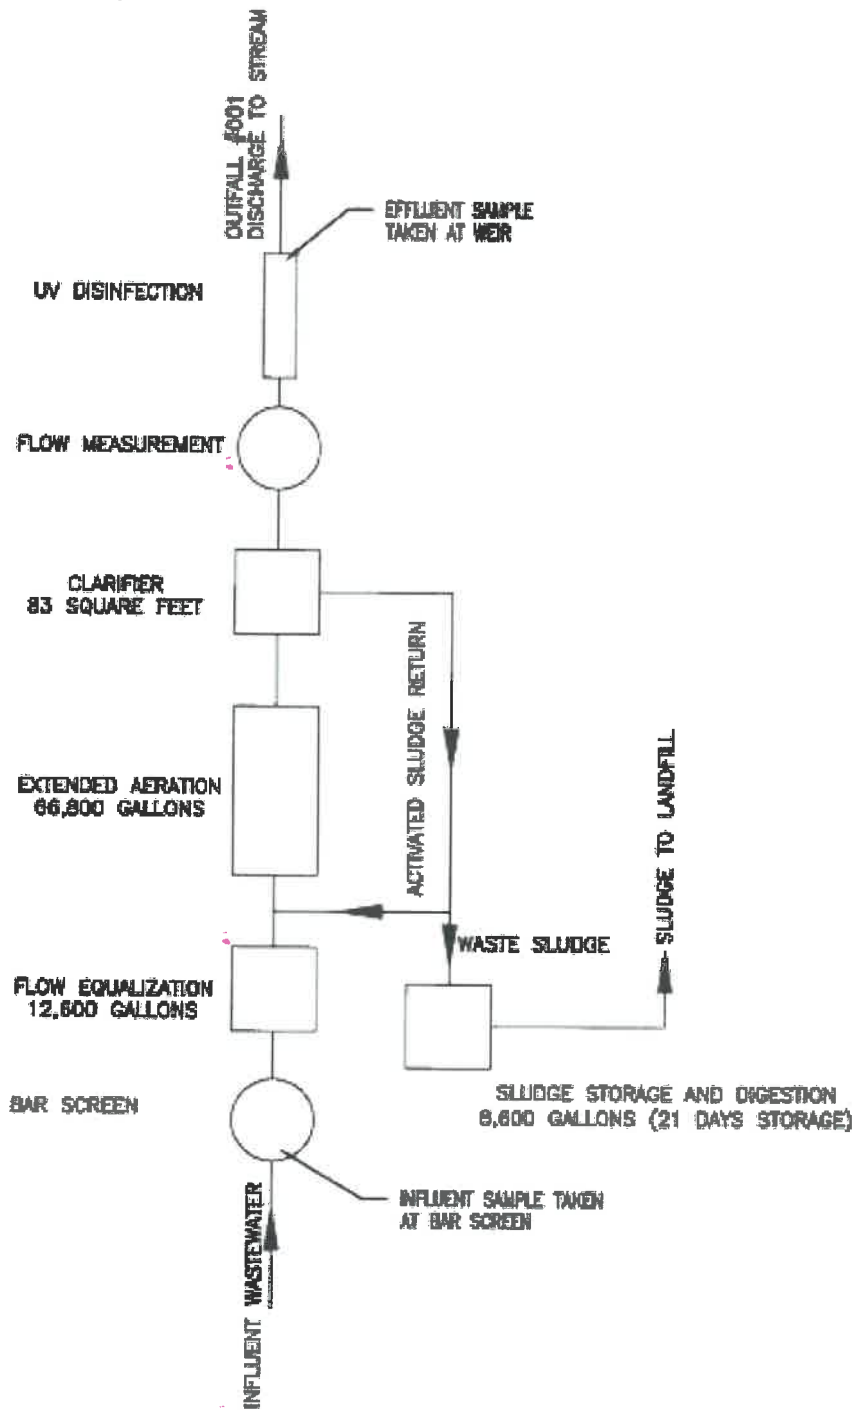 OUTFALL #001
DISCHARGE TO STREAM
EFFLUENT SAMPLE
TAKEN AT WEIR
UV DISINFECTION
FLOW MEASUREMENT
CLARIFIER
83 SQUARE FEET
ACTIVATED SLUDGE RETURN
EXTENDED AERATION
66,800 GALLONS
SLUDGE TO LANDFILL
WASTE SLUDGE
FLOW EQUALIZATION
12,600 GALLONS
SLUDGE STORAGE AND DIGESTION
6,600 GALLONS (21 DAYS STORAGE)
BAR SCREEN
INFLUENT SAMPLE TAKEN
AT BAR SCREEN
INFLUENT WASTEWATER